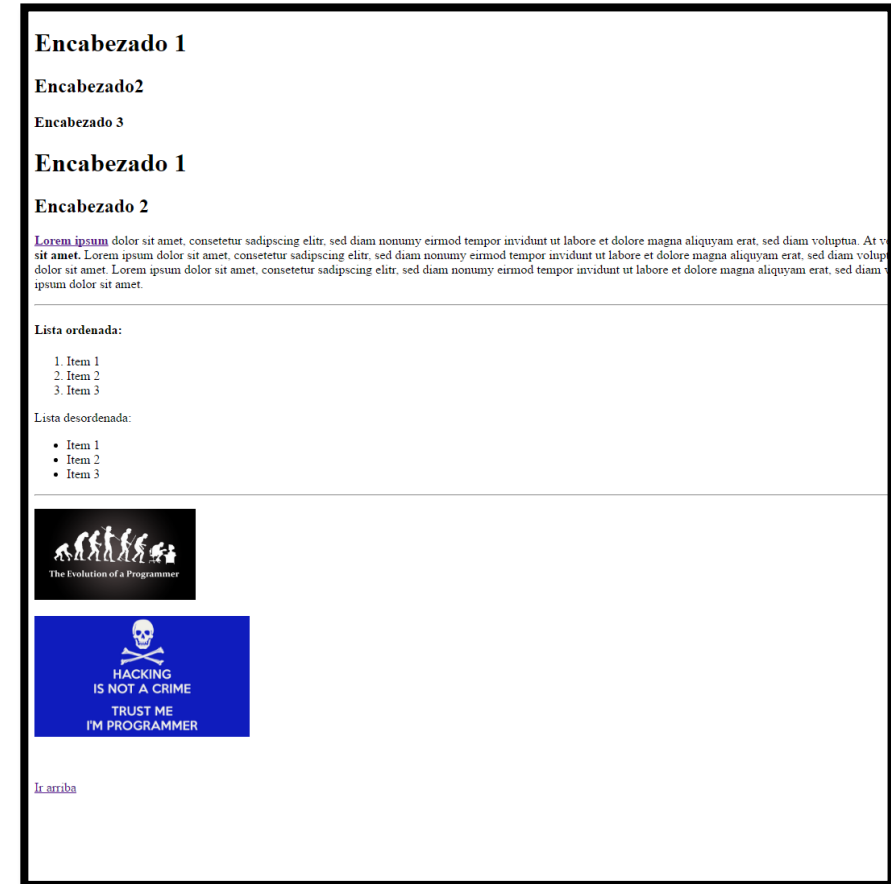 Encabezado 1
Encabezado2
Encabezado 3
Encabezado 1
Encabezado 2
Lorem ipsum dolor sit amet, consetetur sadipscing elitr, sed diam nonumy eirmod tempor invidunt ut labore et dolore magna aliquyam erat, sed diam voluptua. At
sit amet. Lorem ipsum dolor sit amet, consetetur sadipscing elitr, sed diam nonumy eirmod tempor invidunt ut labore et dolore magna aliquyam erat, sed diam
dolor sit amet. Lorem ipsum dolor sit amet, consetetur sadipscing elitr, sed diam nonumy eirmod tempor invidunt ut labore et dolore magna aliquyam erat, sed diam
ipsum dolor sit amet.
Lista ordenada:
1. Item 1
2. Item 2
3. Item 3
Lista desordenada:
• Item 1
• Item 2
• Item 3
The Evolution of a Programmer
HACKING
IS NOT A CRIME
TRUST ME
I'M PROGRAMMER
Ir arriba